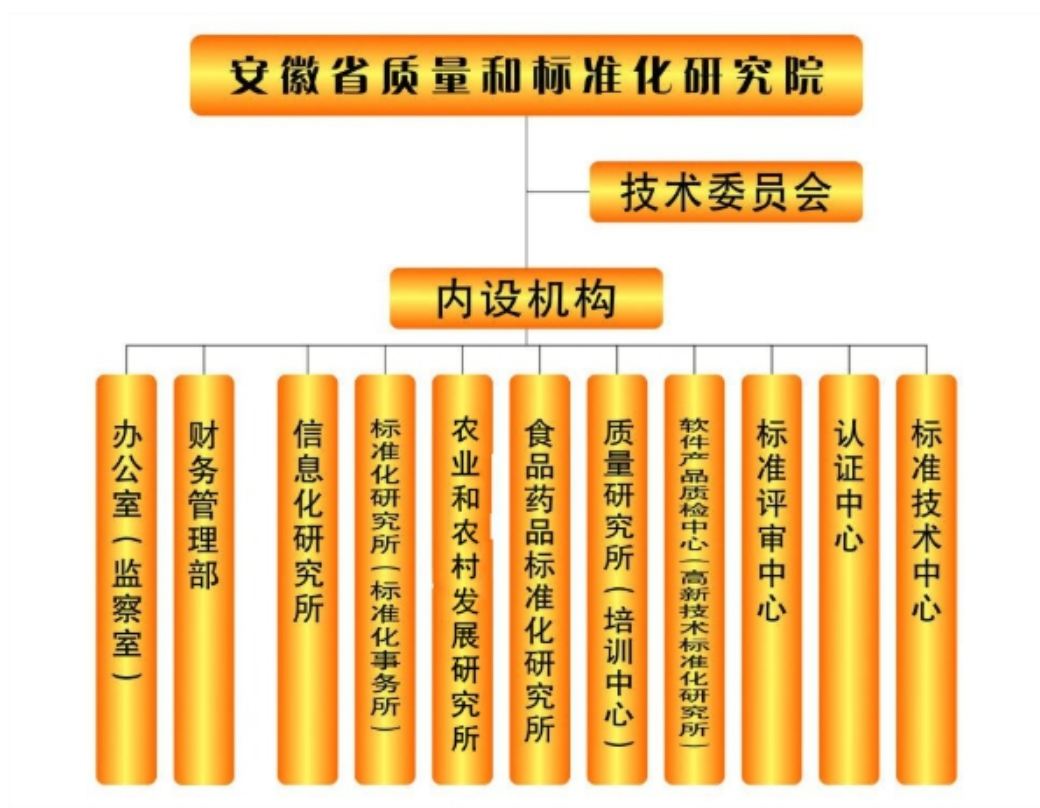 安徽省质量和标准化研究院
技术委员会
内设机构
办公室（监察室）
财务管理部
信息化研究所
标准化研究所（标准化事务所）
农业和农村发展研究所
食品药品标准化研究所
质量研究所（培训中心）
软件产品质检中心（高新技术标准化研究所）
标准评审中心
认证中心
标准技术中心